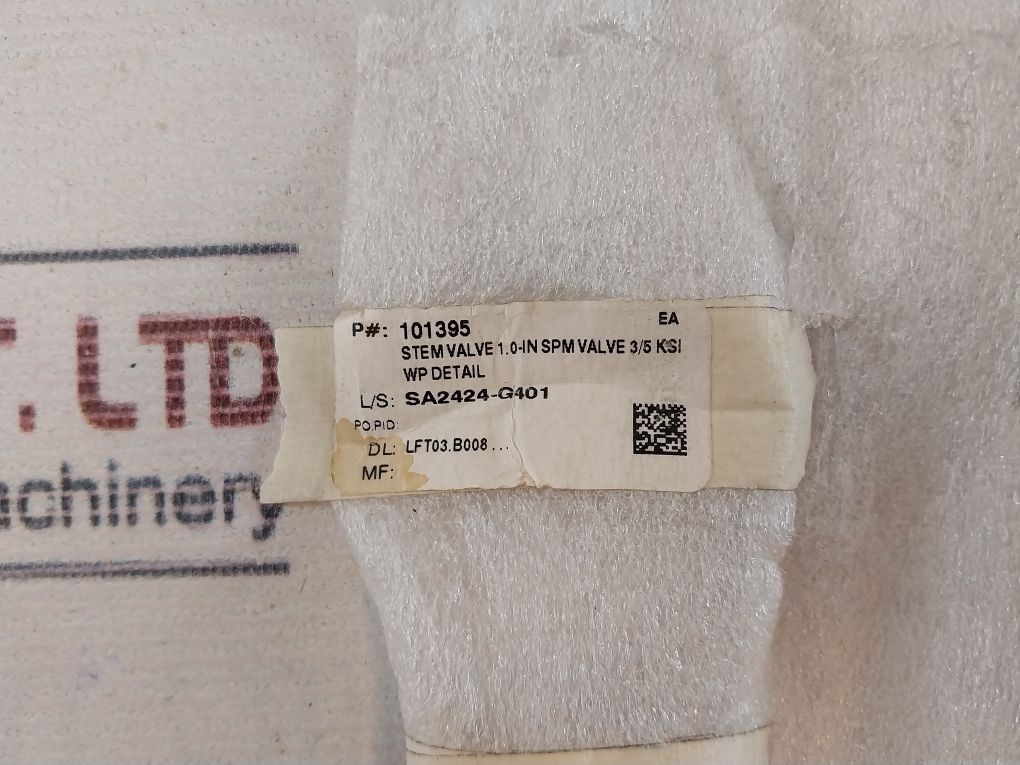 P#: 101395 EA
STEM VALVE 1.0-IN SPM VALVE 3/5 KSI
WP DETAIL
L/S: SA2424-G401
PO.PID:
DL: LFT03.B008...
MF:
T. LTD
achinery